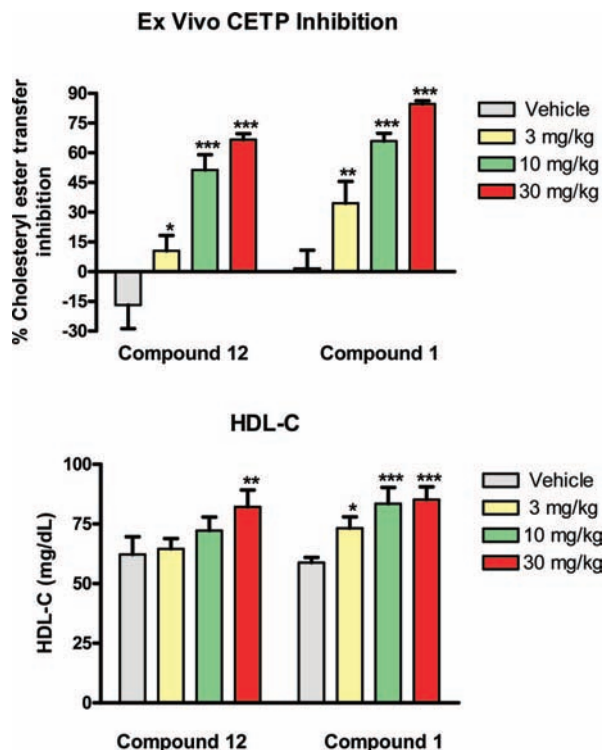 Ex Vivo CETP Inhibition
% Cholesteryl ester transfer
inhibition
90
75
60
45
30
15
0
-15
-30
*
***
***
**
***
***
Compound 12
Compound 1
Vehicle
3 mg/kg
10 mg/kg
30 mg/kg
HDL-C
HDL-C (mg/dL)
100
75
50
25
0
**
*
***
***
Compound 12
Compound 1
Vehicle
3 mg/kg
10 mg/kg
30 mg/kg